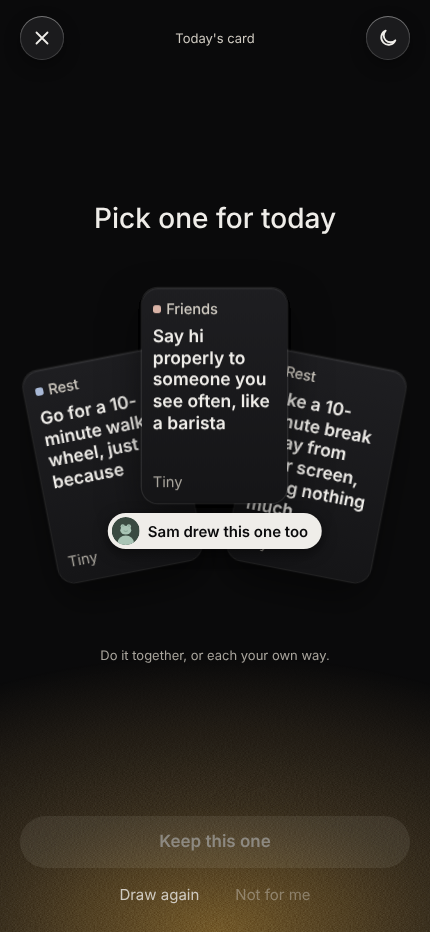 Today's card
Pick one for today
Friends
Say hi
properly to
someone you
see often, like
a barista
Tiny
Rest
Go for a 10-
minute walk
wheel, just
because
Tiny
Rest
a 10-
break
from
screen,
nothing
much
Sam drew this one too
Do it together, or each your own way.
Keep this one
Draw again
Not for me